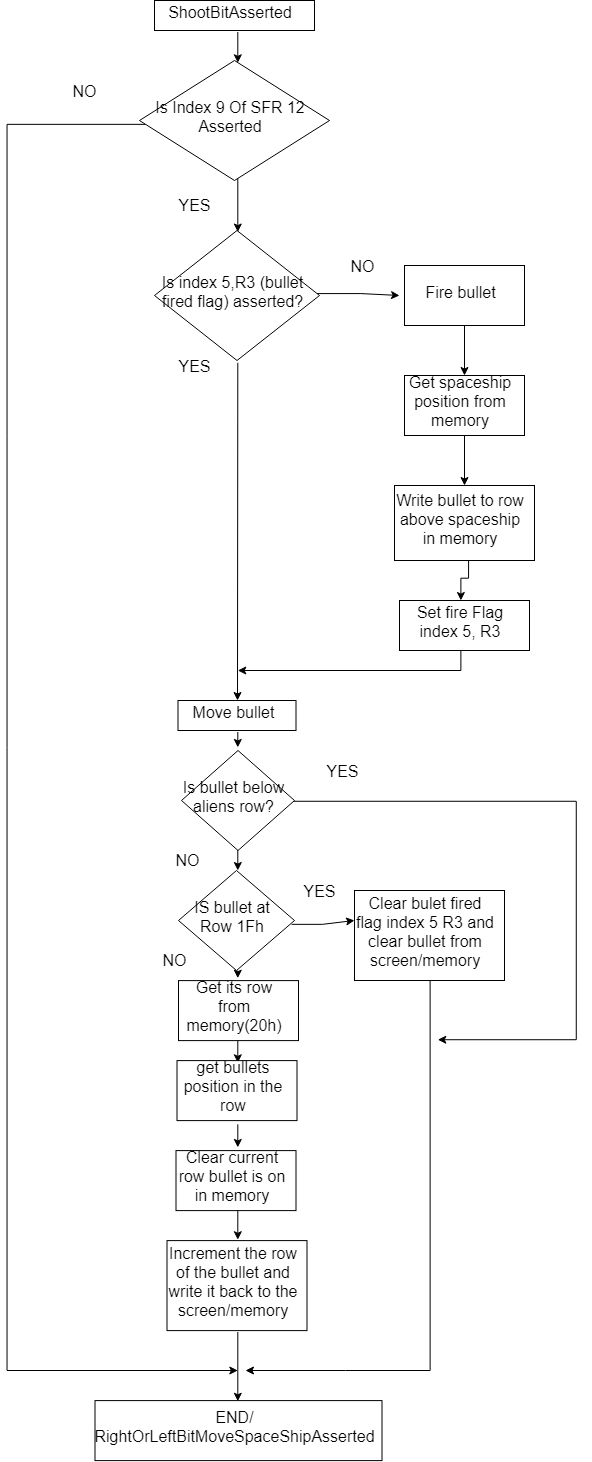 ShootBitAsserted
NO
Is Index 9 Of SFR 12
Asserted
YES
Is index 5,R3 (bullet
fired flag) asserted?
NO
Fire bullet
YES
Get spaceship
position from
memory
Write bullet to row
above spaceship
in memory
Set fire Flag
index 5, R3
Move bullet
Is bullet below
aliens row?
YES
NO
IS bullet at
Row 1Fh
YES
Clear bulet fired
flag index 5 R3 and
clear bullet from
screen/memory
NO
Get its row
from
memory(20h)
get bullets
position in the
row
Clear current
row bullet is on
in memory
Increment the row
of the bullet and
write it back to the
screen/memory
END/
RightOrLeftBitMoveSpaceShipAsserted